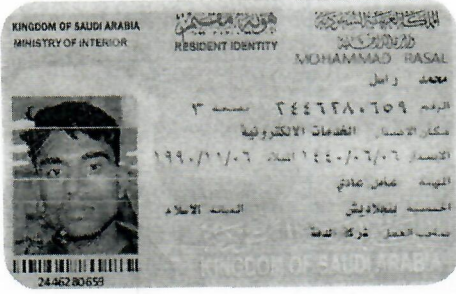 KINGDOM OF SAUDI ARABIA
MINISTRY OF INTERIOR
هوية مقيم
RESIDENT IDENTITY
المملكة العربية السعودية
وزارة الداخلية
MOHAMMAD RASAL
محمد راسل
الرقم ٢٤٤٦٢٨٠٦٥٩ نسخة ٣
مكان الاصدار الخدمات الالكترونية
الاصدار ١٤٤٠/٠٦/٠٦ الميلاد ١٩٩٠/١١/٠٦
المهنة عامل عادي
الجنسية بنجلاديش الديانة الاسلام
صاحب العمل شركة
KINGDOM OF SAUDI ARABIA
2446280659